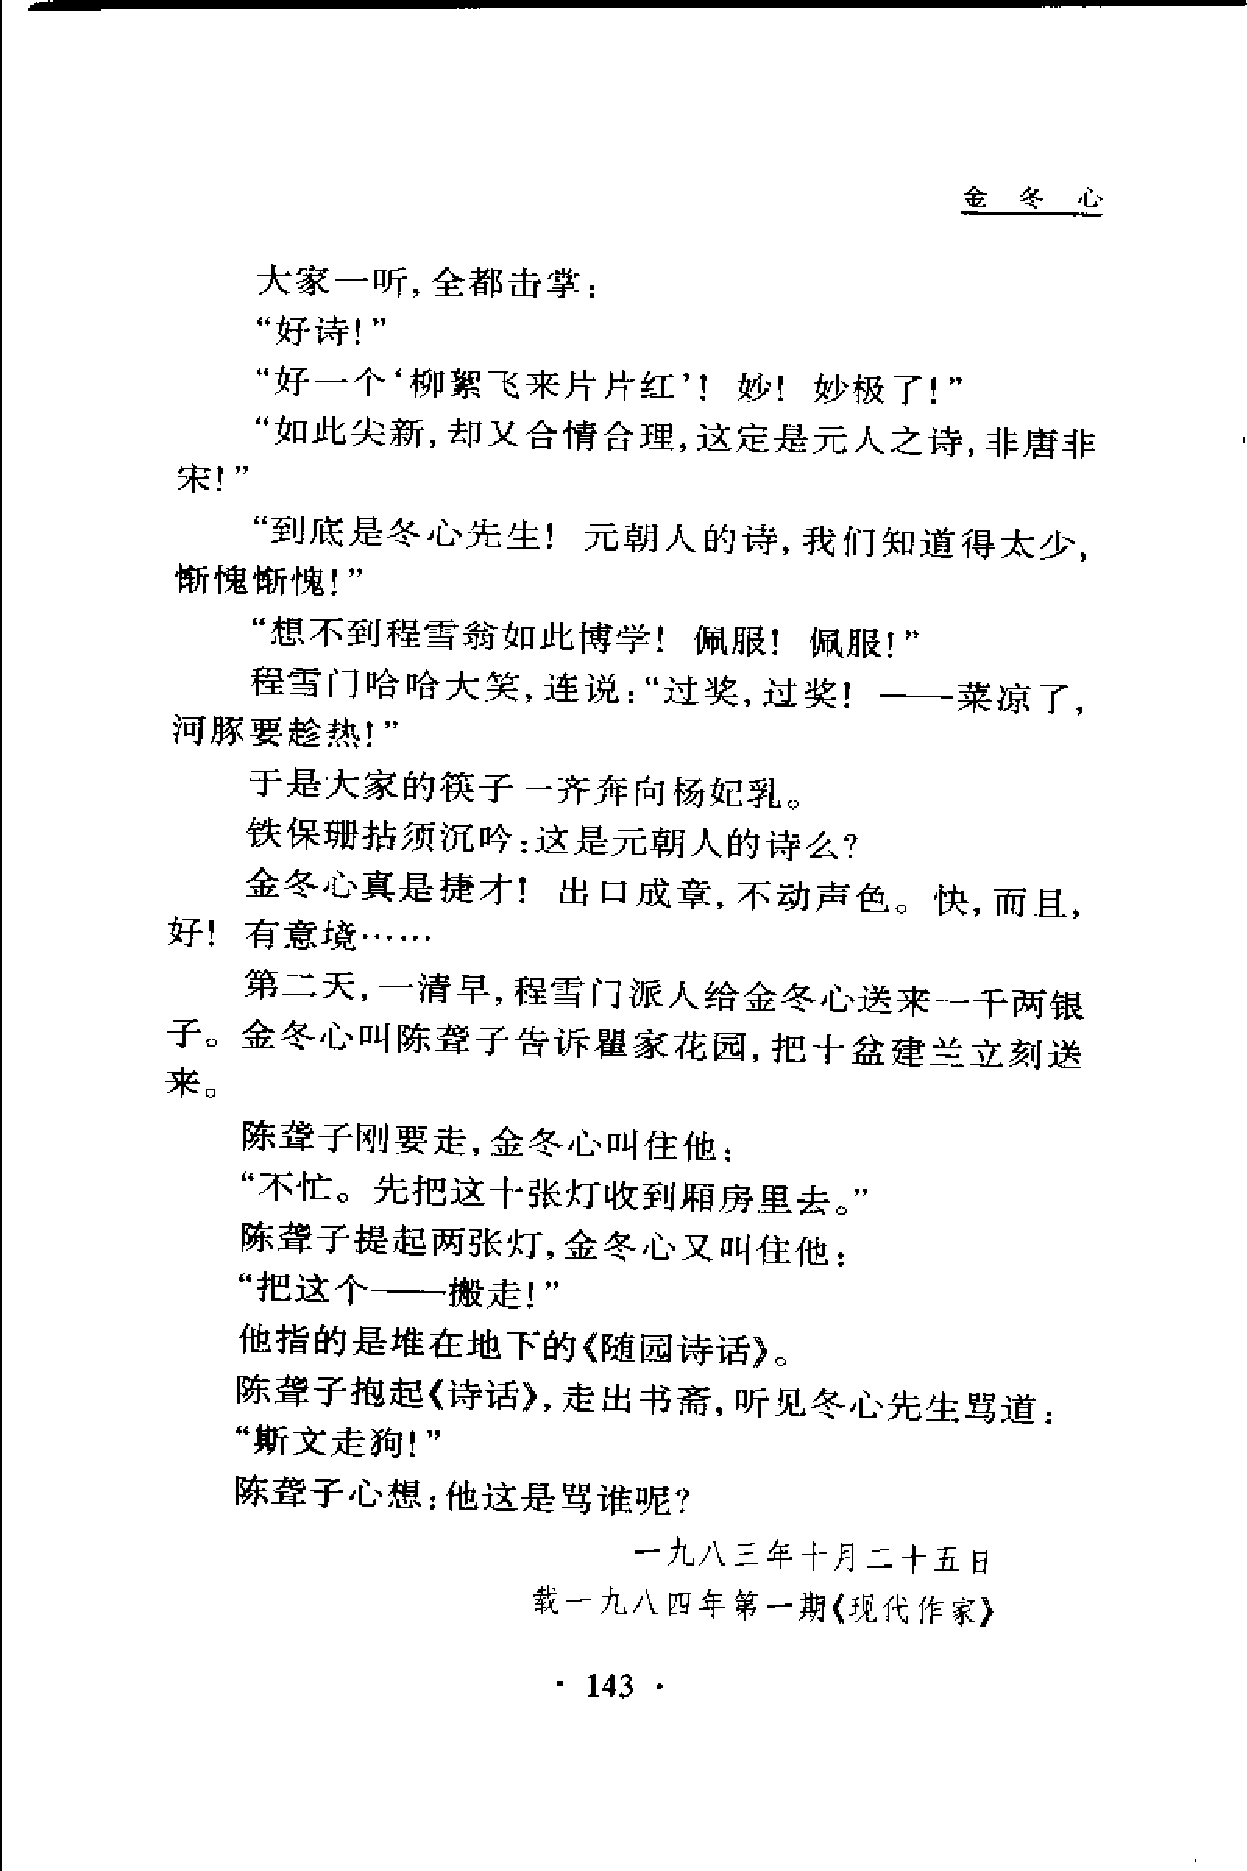 金 冬 心
大家一听,全都击掌:
“好诗!”
“好一个‘柳絮飞来片片红’! 妙! 妙极了!”
“如此尖新,却又合情合理,这定是元人之诗,非唐非
宋!”
“到底是冬心先生! 元朝人的诗,我们知道得太少,
惭愧惭愧!”
“想不到程雪翁如此博学! 佩服! 佩服!”
程雪门哈哈大笑,连说:“过奖,过奖! ——菜凉了,
河豚要趁热!”
于是大家的筷子一齐奔向杨妃乳。
铁保珊拈须沉吟:这是元朝人的诗么?
金冬心真是捷才! 出口成章,不动声色。快,而且,
好! 有意境……
第二天,一清早,程雪门派人给金冬心送来一千两银
子。金冬心叫陈聋子告诉瞿家花园,把十盆建兰立刻送
来。
陈聋子刚要走,金冬心叫住他:
“不忙。先把这十张灯收到厢房里去。”
陈聋子提起两张灯,金冬心又叫住他:
“把这个——搬走!”
他指的是堆在地下的《随园诗话》。
陈聋子抱起《诗话》,走出书斋,听见冬心先生骂道:
“斯文走狗!”
陈聋子心想:他这是骂谁呢?
一九八三年十月二十五日
载一九八四年第一期《现代作家》
· 143 ·